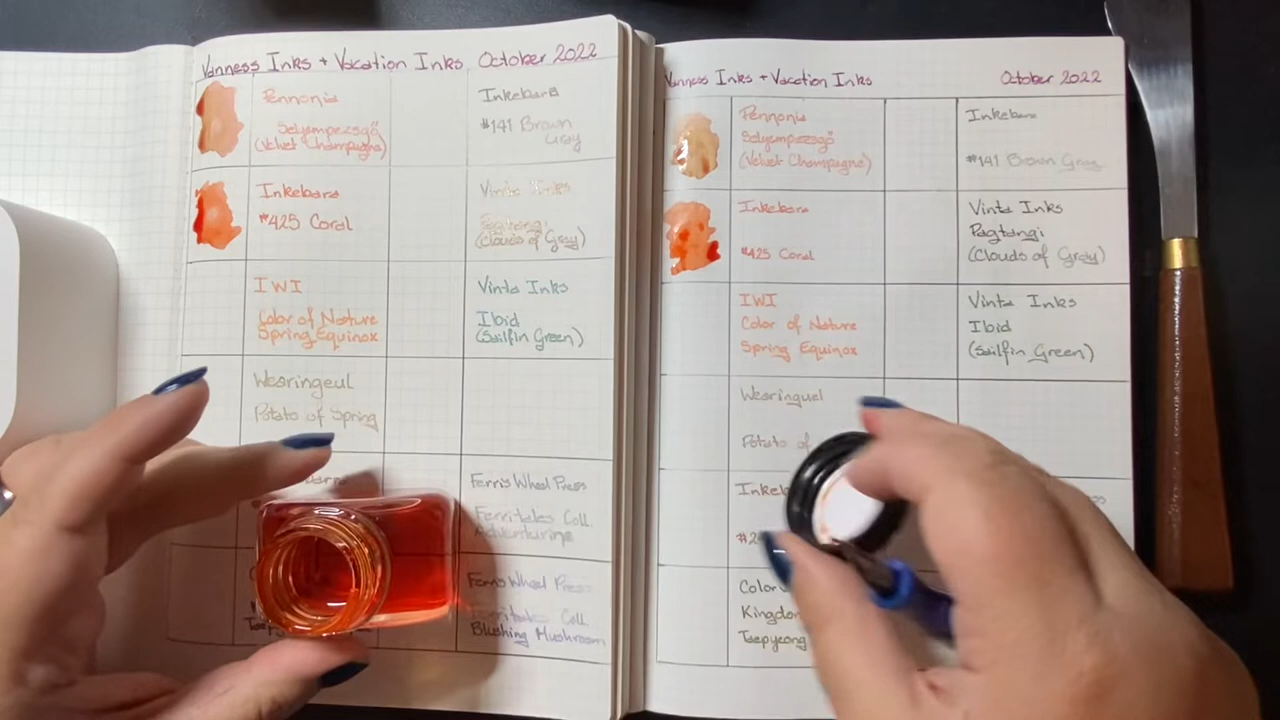 Vanness Inks + Vacation Inks October 2022
Pennonia
Selyempezsgő
(Velvet Champagne)
Inkebara
#141 Brown
Gray
Inkebara
#425 Coral
Vinta Inks
(Clouds of Gray)
IWI
Color of Nature
Spring Equinox
Vinta Inks
Ibid
(Sailfin Green)
Wearingeul
Potato of Spring
Ferris Wheel Press
Ferritales Coll.
Adventurine
Ferris Wheel Press
Ferritales Coll.
Blushing Mushroom
Vanness Inks + Vacation Inks October 2022
Pennonia
Selyempezsgő
(Velvet Champagne)
Inkebara
#141 Brown Gray
Inkebara
#425 Coral
Vinta Inks
Pagtangi
(Clouds of Gray)
IWI
Color of Nature
Spring Equinox
Vinta Inks
Ibid
(Sailfin Green)
Wearinguel
Potato of
Color
Taepyeong